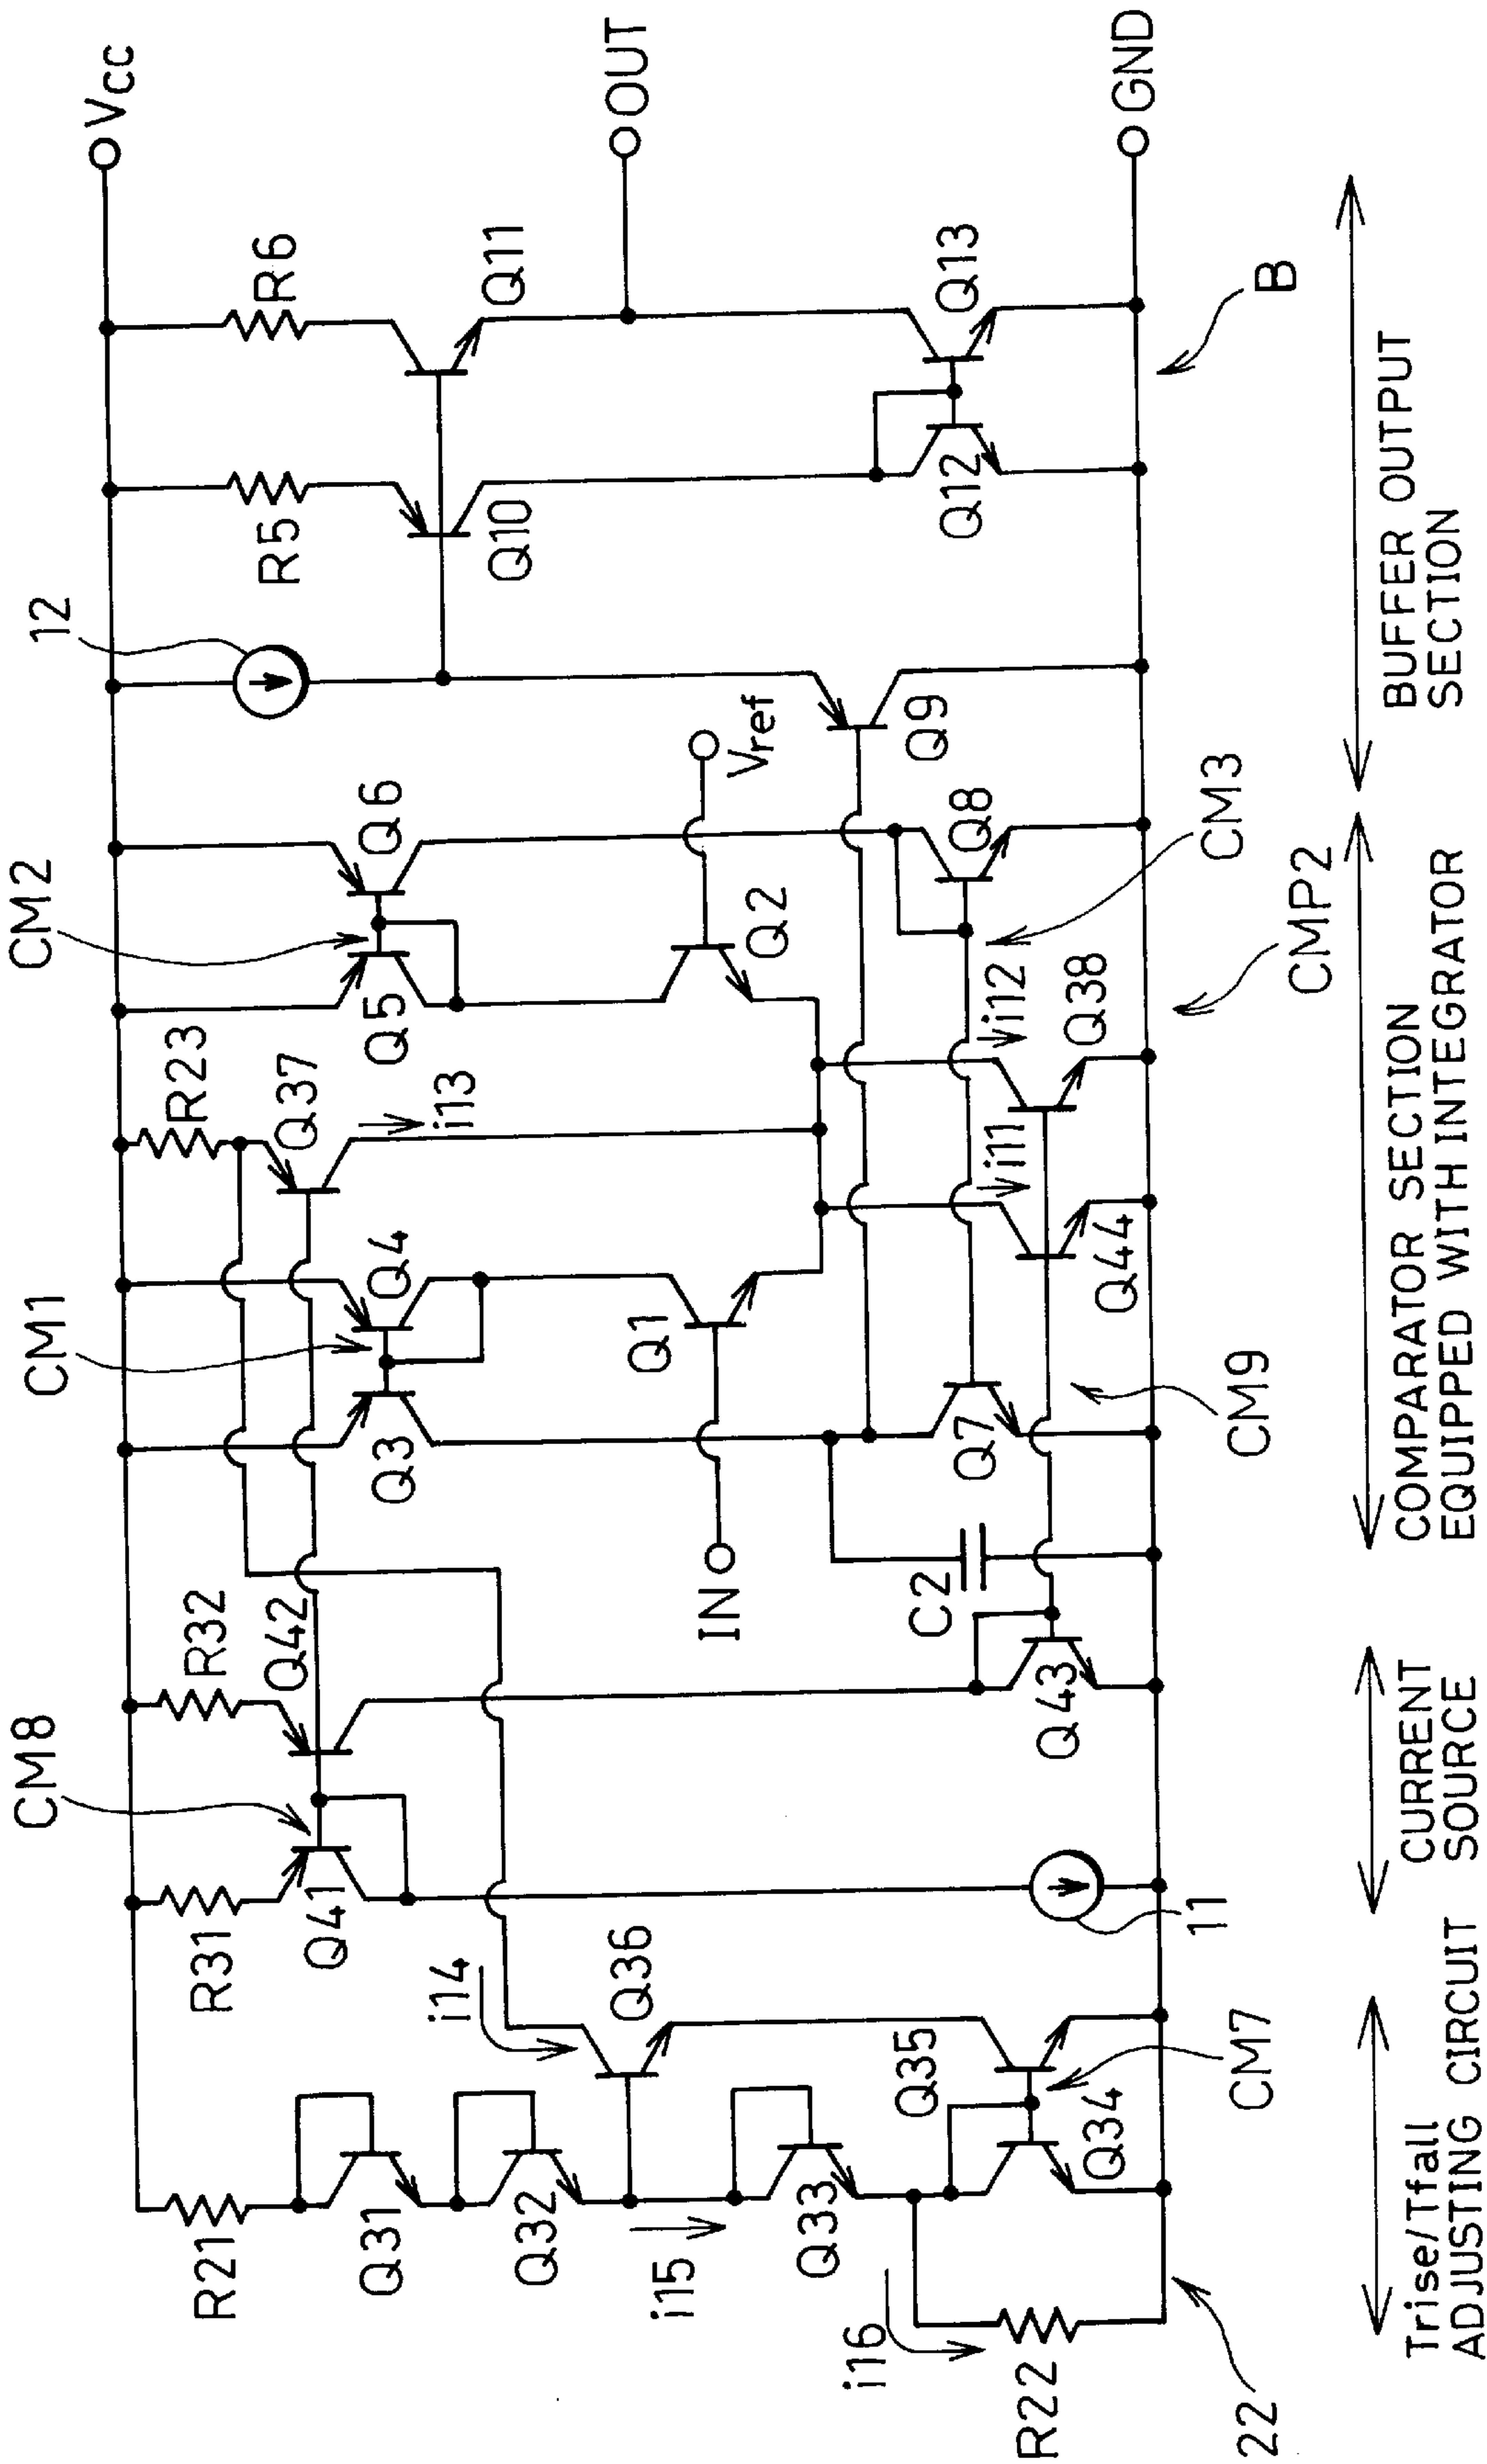 Vcc
OUT
GND
R6
Q11
Q13
B
R5
Q10
Q12
12
Q9
Vref
CM2
Q6
Q5
Q2
Q8
CM3
i12
Q38
CMP2
R23
Q37
i13
i11
Q44
CM1
Q4
Q3
Q1
Q7
CM9
IN
C2
R32
Q42
Q43
CM8
R31
Q41
11
i14
Q36
Q35
CM7
Q34
R21
Q31
Q32
i15
Q33
i16
R22
22
Trise/Tfall
ADJUSTING CIRCUIT
CURRENT
SOURCE
COMPARATOR SECTION
EQUIPPED WITH INTEGRATOR
BUFFER OUTPUT
SECTION